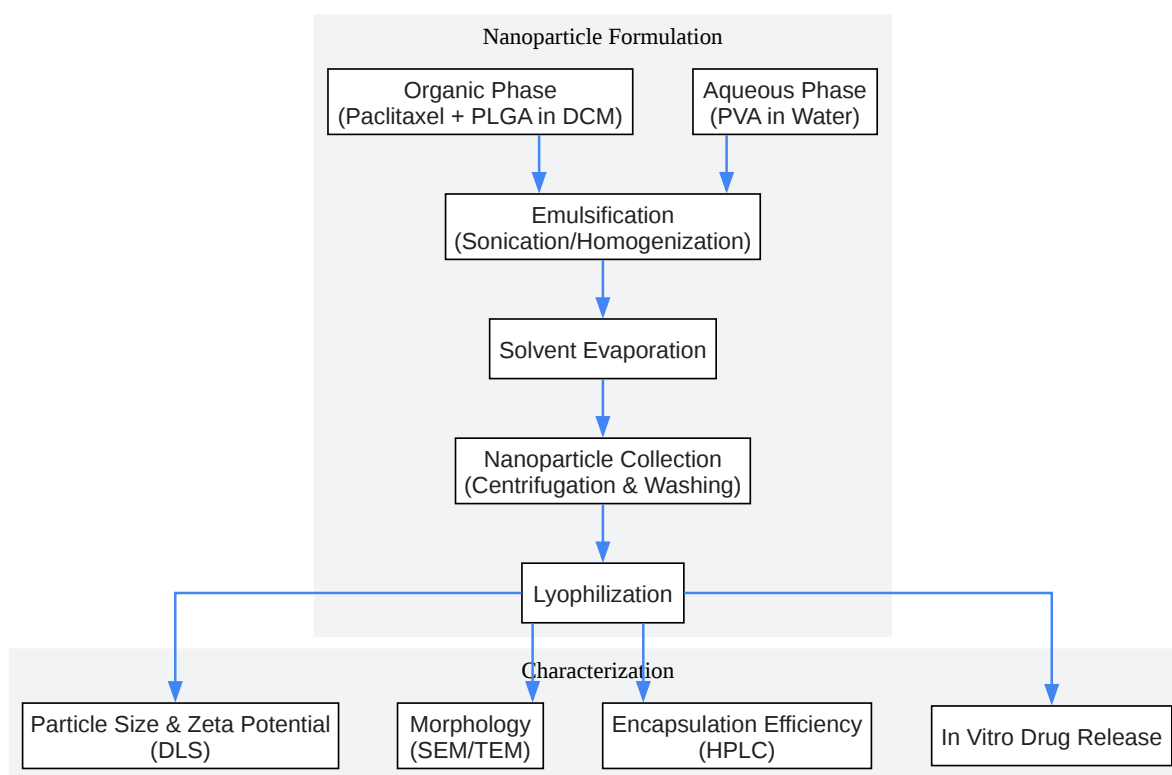 Nanoparticle Formulation
Organic Phase
(Paclitaxel + PLGA in DCM)
Aqueous Phase
(PVA in Water)
Emulsification
(Sonication/Homogenization)
Solvent Evaporation
Nanoparticle Collection
(Centrifugation & Washing)
Lyophilization
Characterization
Particle Size & Zeta Potential
(DLS)
Morphology
(SEM/TEM)
Encapsulation Efficiency
(HPLC)
In Vitro Drug Release